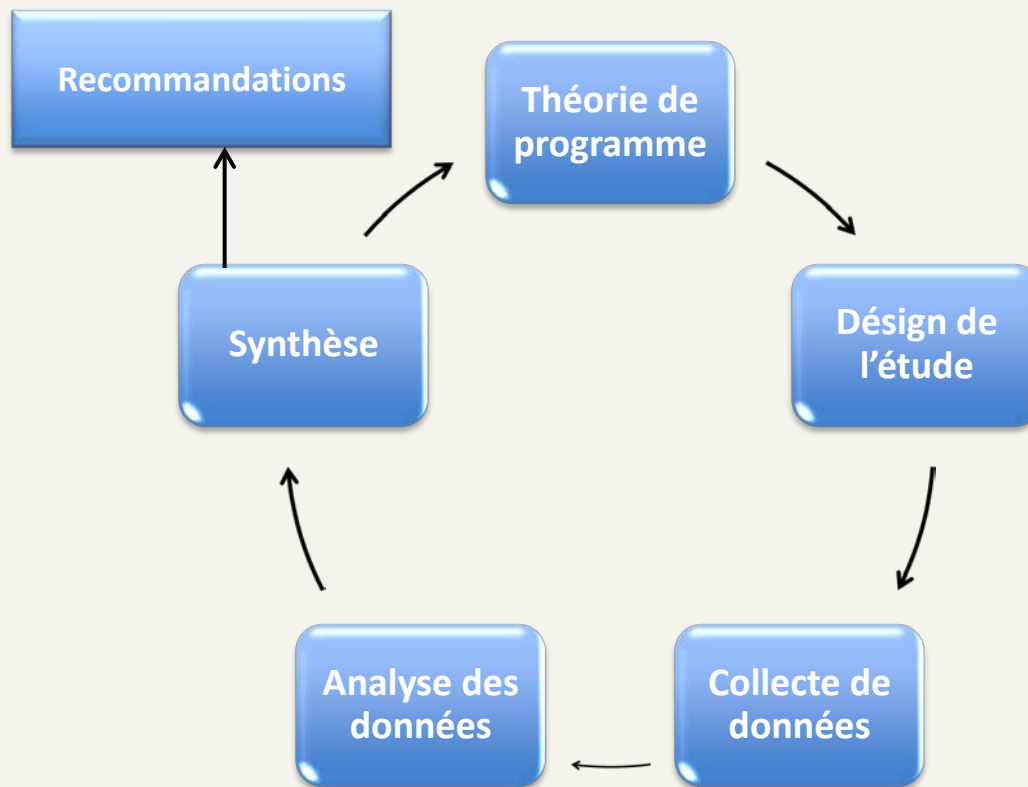 Recommandations
Théorie de
programme
Désign de
l'étude
Synthèse
Analyse des
données
Collecte de
données